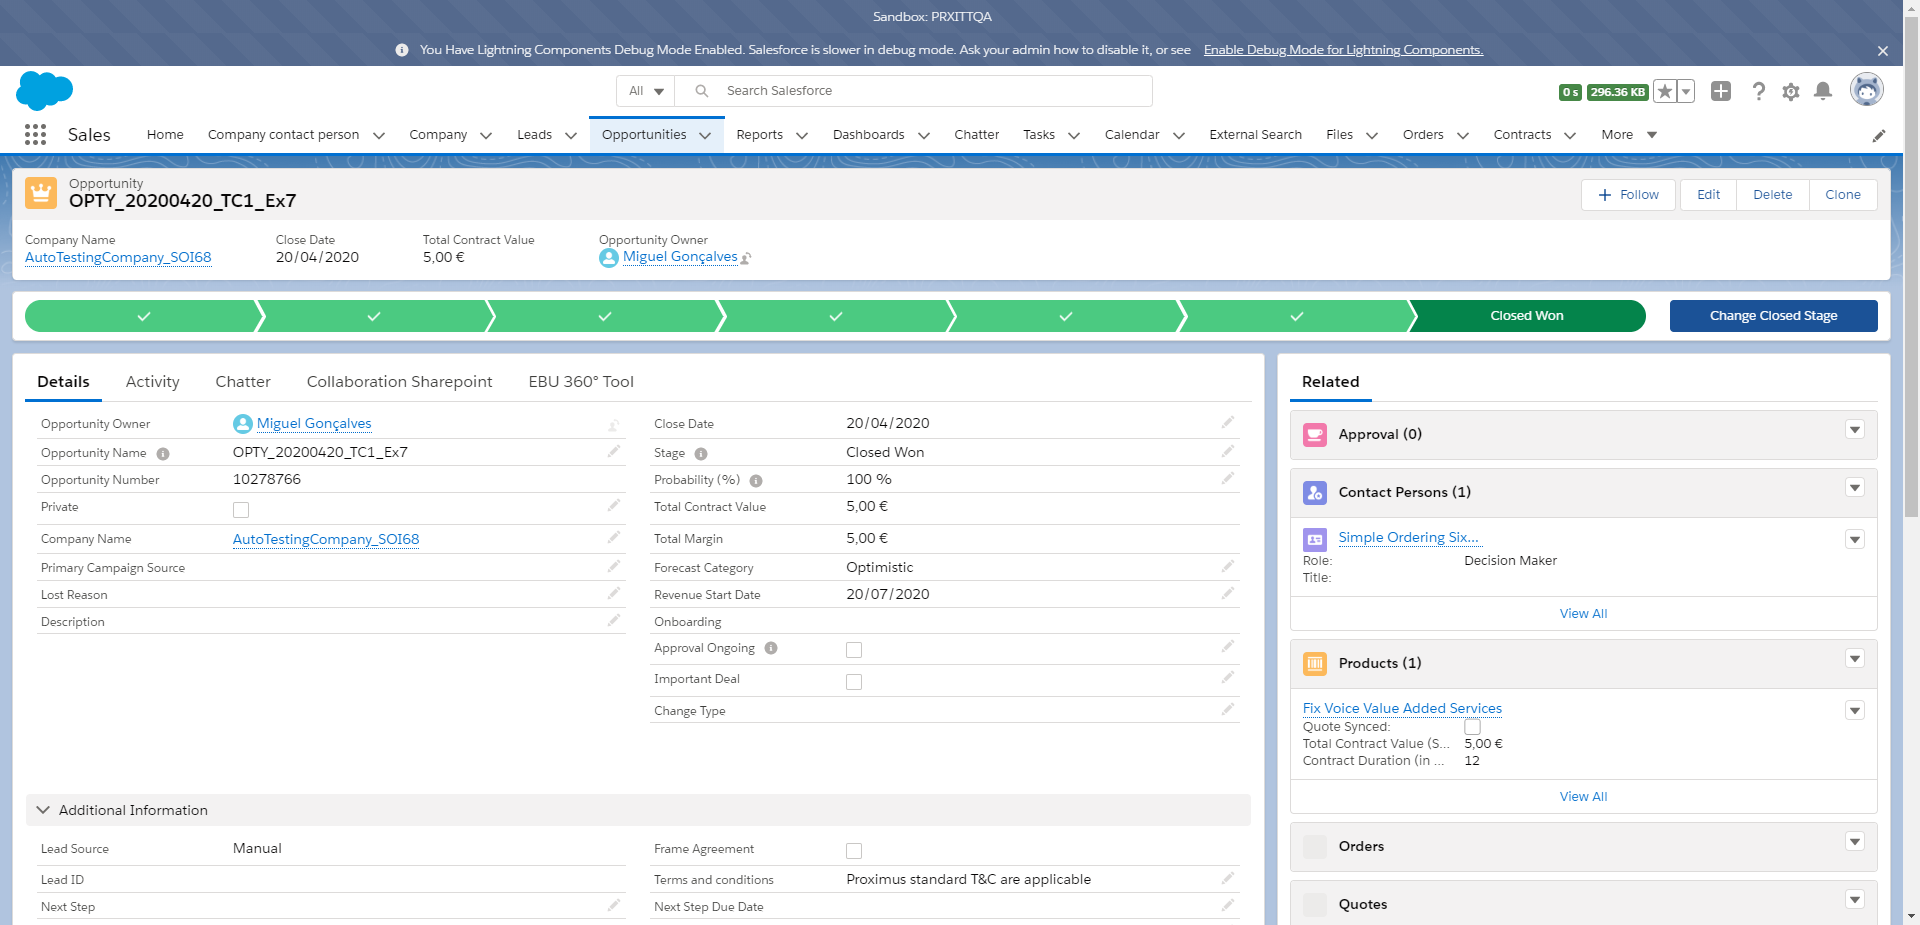 Sandbox: PRXITTQA
You Have Lightning Components Debug Mode Enabled. Salesforce is slower in debug mode. Ask your admin how to disable it, or see Enable Debug Mode for Lightning Components.
All Search Salesforce 0 s 296.36 KB
Sales Home Company contact person Company Leads Opportunities Reports Dashboards Chatter Tasks Calendar External Search Files Orders Contracts More
Opportunity
OPTY_20200420_TC1_Ex7
Follow Edit Delete Clone
Company Name Close Date Total Contract Value Opportunity Owner
AutoTestingCompany_SOI68 20/04/2020 5,00 € Miguel Gonçalves
Closed Won Change Closed Stage
Details Activity Chatter Collaboration Sharepoint EBU 360° Tool
Opportunity Owner Miguel Gonçalves
Opportunity Name OPTY_20200420_TC1_Ex7
Opportunity Number 10278766
Private
Company Name AutoTestingCompany_SOI68
Primary Campaign Source
Lost Reason
Description
Close Date 20/04/2020
Stage Closed Won
Probability (%) 100 %
Total Contract Value 5,00 €
Total Margin 5,00 €
Forecast Category Optimistic
Revenue Start Date 20/07/2020
Onboarding
Approval Ongoing
Important Deal
Change Type
Additional Information
Lead Source Manual
Lead ID
Next Step
Frame Agreement
Terms and conditions Proximus standard T&C are applicable
Next Step Due Date
Related
Approval (0)
Contact Persons (1)
Simple Ordering Six...
Role: Decision Maker
Title:
View All
Products (1)
Fix Voice Value Added Services
Quote Synced:
Total Contract Value (S... 5,00 €
Contract Duration (in ... 12
View All
Orders
Quotes